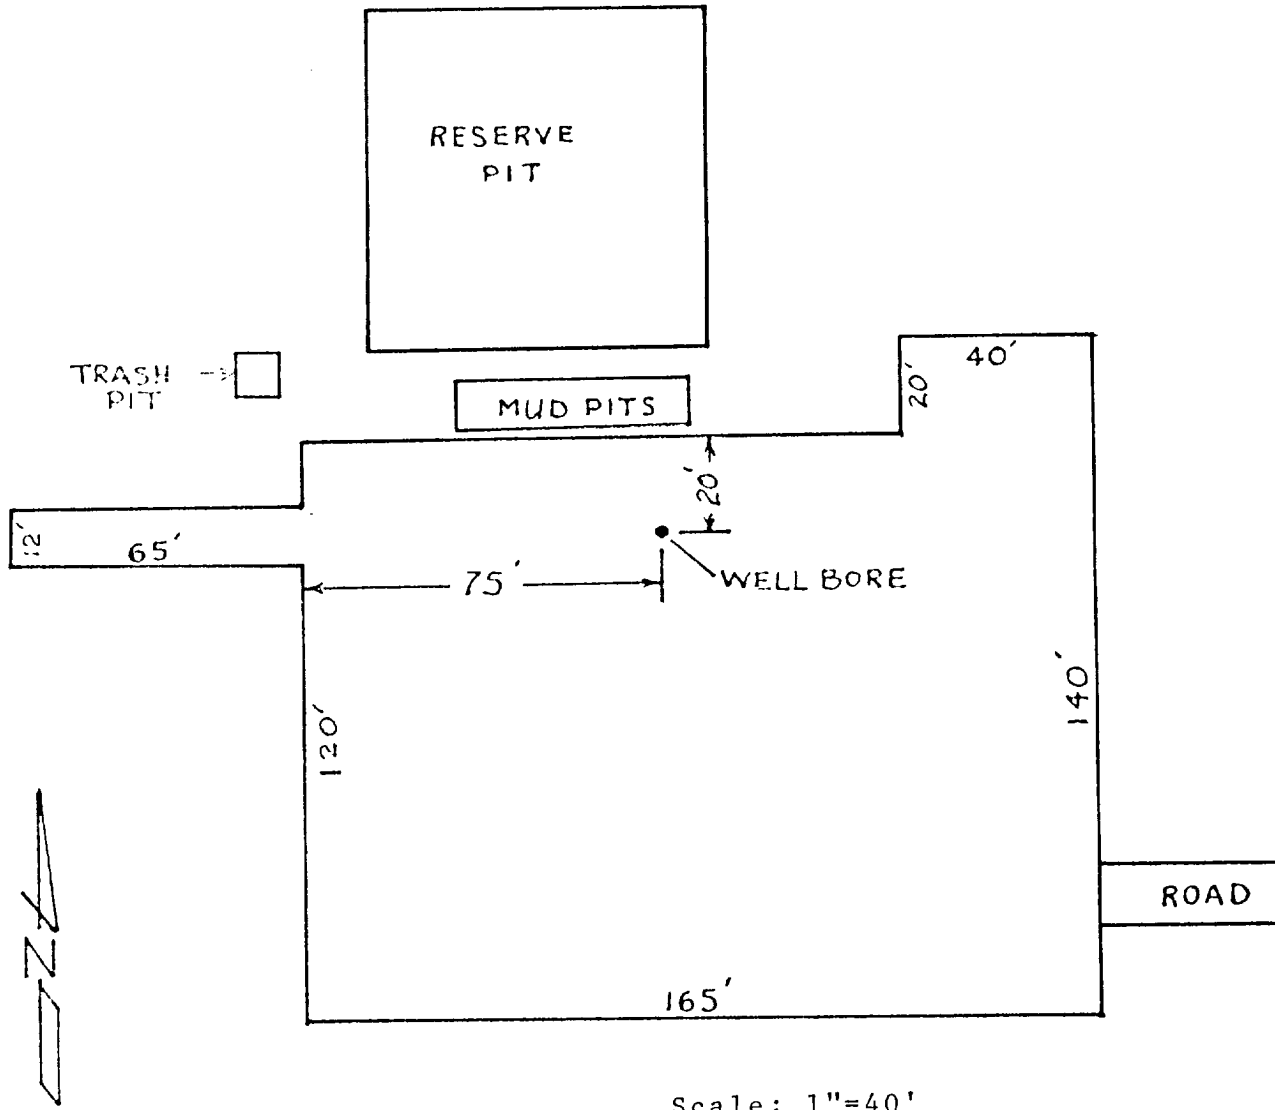 RESERVE
PIT
40'
20'
TRASH
PIT
MUD PITS
20'
12'
65'
75'
WELL BORE
120'
140'
ROAD
N
165'
Scale: 1"=40'